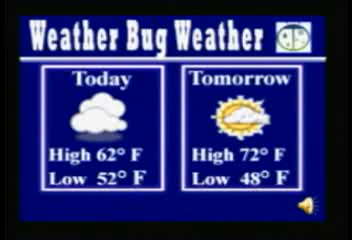 Weather Bug Weather
Today
High 62° F
Low 52° F
Tomorrow
High 72° F
Low 48° F